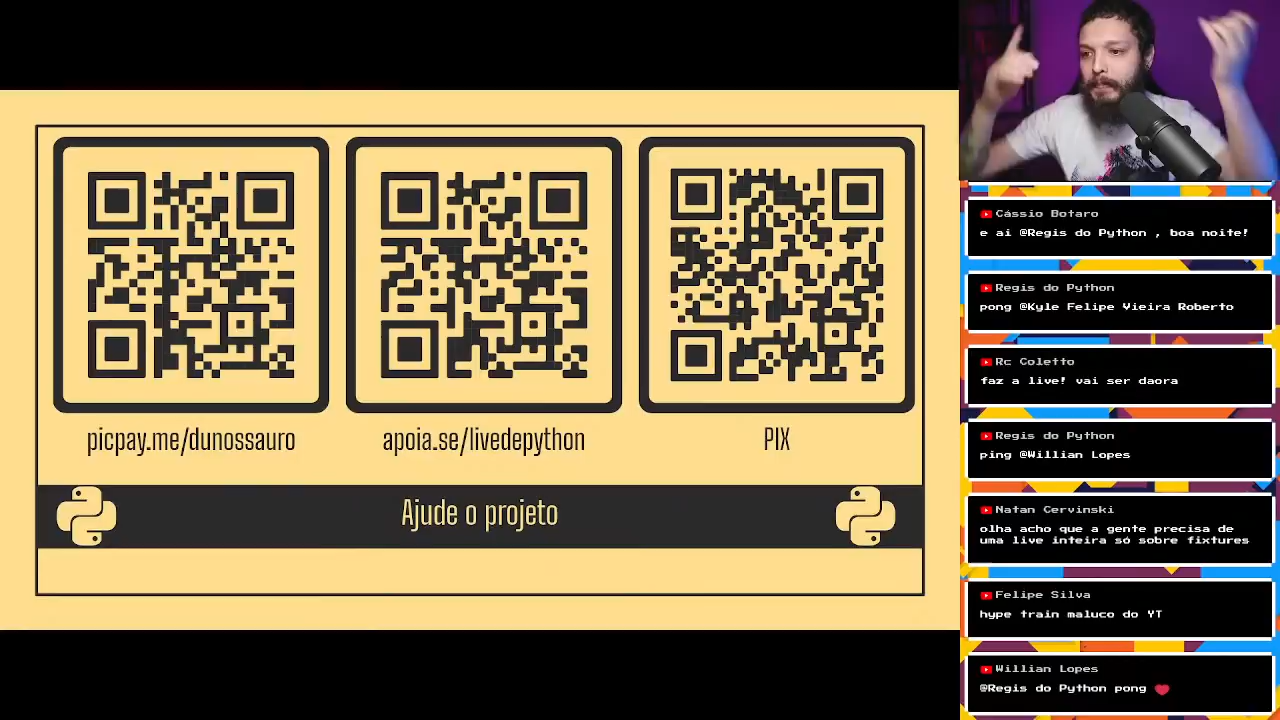 picpay.me/dunossauro
apoia.se/livedepython
PIX
Ajude o projeto
Cássio Botaro
e ai @Regis do Python , boa noite!
Regis do Python
pong @Kyle Felipe Vieira Roberto
Rc Coletto
faz a live! vai ser daora
Regis do Python
ping @Willian Lopes
Natan Cervinski
olha acho que a gente precisa de
uma live inteira só sobre fixtures
Felipe Silva
hype train maluco do YT
Willian Lopes
@Regis do Python pong ❤